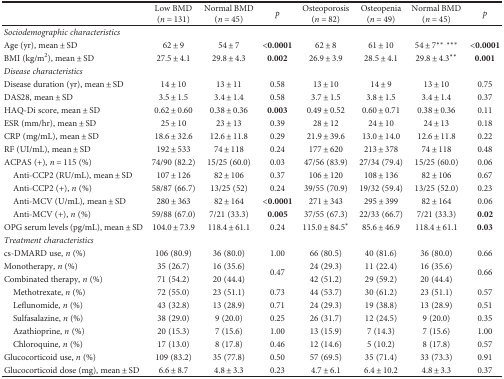 Low BMD (n = 131) Normal BMD (n = 45) p Osteoporosis (n = 82) Osteopenia (n = 49) Normal BMD (n = 45) p
Sociodemographic characteristics
Age (yr), mean ± SD 62 ± 9 54 ± 7 <0.0001 62 ± 8 61 ± 10 54 ± 7** *** <0.0001
BMI (kg/m²), mean ± SD 27.5 ± 4.1 29.8 ± 4.3 0.002 26.9 ± 3.9 28.5 ± 4.1 29.8 ± 4.3** 0.001
Disease characteristics
Disease duration (yr), mean ± SD 14 ± 10 13 ± 11 0.58 13 ± 10 14 ± 9 13 ± 10 0.75
DAS28, mean ± SD 3.5 ± 1.5 3.4 ± 1.4 0.58 3.7 ± 1.5 3.8 ± 1.5 3.4 ± 1.4 0.37
HAQ-Di score, mean ± SD 0.62 ± 0.60 0.38 ± 0.36 0.003 0.49 ± 0.52 0.60 ± 0.71 0.38 ± 0.36 0.11
ESR (mm/hr), mean ± SD 25 ± 10 23 ± 13 0.39 28 ± 12 24 ± 10 24 ± 13 0.18
CRP (mg/mL), mean ± SD 18.6 ± 32.6 12.6 ± 11.8 0.29 21.9 ± 39.6 13.0 ± 14.0 12.6 ± 11.8 0.22
RF (UI/mL), mean ± SD 192 ± 533 74 ± 118 0.24 177 ± 620 213 ± 378 74 ± 118 0.48
ACPAS (+), n = 115 (%) 74/90 (82.2) 15/25 (60.0) 0.03 47/56 (83.9) 27/34 (79.4) 15/25 (60.0) 0.06
Anti-CCP2 (RU/mL), mean ± SD 107 ± 126 82 ± 106 0.37 106 ± 120 108 ± 136 82 ± 106 0.67
Anti-CCP2 (+), n (%) 58/87 (66.7) 13/25 (52) 0.24 39/55 (70.9) 19/32 (59.4) 13/25 (52.0) 0.23
Anti-MCV (U/mL), mean ± SD 280 ± 363 82 ± 164 <0.0001 271 ± 343 295 ± 399 82 ± 164 0.06
Anti-MCV (+), n (%) 59/88 (67.0) 7/21 (33.3) 0.005 37/55 (67.3) 22/33 (66.7) 7/21 (33.3) 0.02
OPG serum levels (pg/mL), mean ± SD 104.0 ± 73.9 118.4 ± 61.1 0.24 115.0 ± 84.5* 85.6 ± 46.9 118.4 ± 61.1 0.03
Treatment characteristics
cs-DMARD use, n (%) 106 (80.9) 36 (80.0) 1.00 66 (80.5) 40 (81.6) 36 (80.0) 0.66
Monotherapy, n (%) 35 (26.7) 16 (35.6) 0.47 24 (29.3) 11 (22.4) 16 (35.6) 0.66
Combinated therapy, n (%) 71 (54.2) 20 (44.4) 42 (51.2) 29 (59.2) 20 (44.4)
Methotrexate, n (%) 72 (55.0) 23 (51.1) 0.73 44 (53.7) 30 (61.2) 23 (51.1) 0.57
Leflunomide, n (%) 43 (32.8) 13 (28.9) 0.71 24 (29.3) 19 (38.8) 13 (28.9) 0.51
Sulfasalazine, n (%) 38 (29.0) 9 (20.0) 0.25 26 (31.7) 12 (24.5) 9 (20.0) 0.35
Azathioprine, n (%) 20 (15.3) 7 (15.6) 1.00 13 (15.9) 7 (14.3) 7 (15.6) 1.00
Chloroquine, n (%) 17 (13.0) 8 (17.8) 0.46 12 (14.6) 5 (10.2) 8 (17.8) 0.57
Glucocorticoid use, n (%) 109 (83.2) 35 (77.8) 0.50 57 (69.5) 35 (71.4) 33 (73.3) 0.91
Glucocorticoid dose (mg), mean ± SD 6.6 ± 8.7 4.8 ± 3.3 0.23 4.7 ± 6.1 6.4 ± 10.2 4.8 ± 3.3 0.37